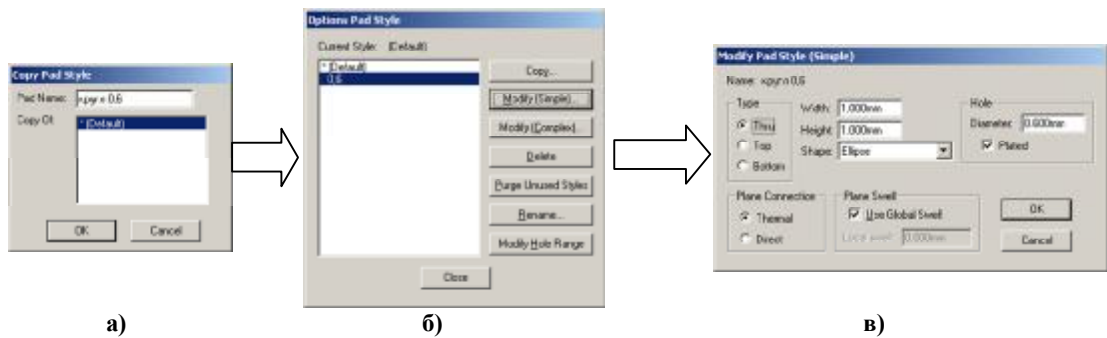 Copy Pad Style
Pad Name: круг 0,6
Copy Of: * (Default)
OK Cancel
Options Pad Style
Current Style: (Default)
* (Default)
0,6
Copy...
Modify (Simple)...
Modify (Complex)...
Delete
Purge Unused Styles
Rename...
Modify Hole Range
Close
Modify Pad Style (Simple)
Name: 0,6
Type
Thru
Top
Bottom
Width: 1.000mm
Height: 1.000mm
Shape: Ellipse
Hole
Diameter: 0.600mm
Plated
Plane Connection
Thermal
Direct
Plane Swell
Use Global Swell
Local swell: 0.000mm
OK
Cancel
а) б) в)